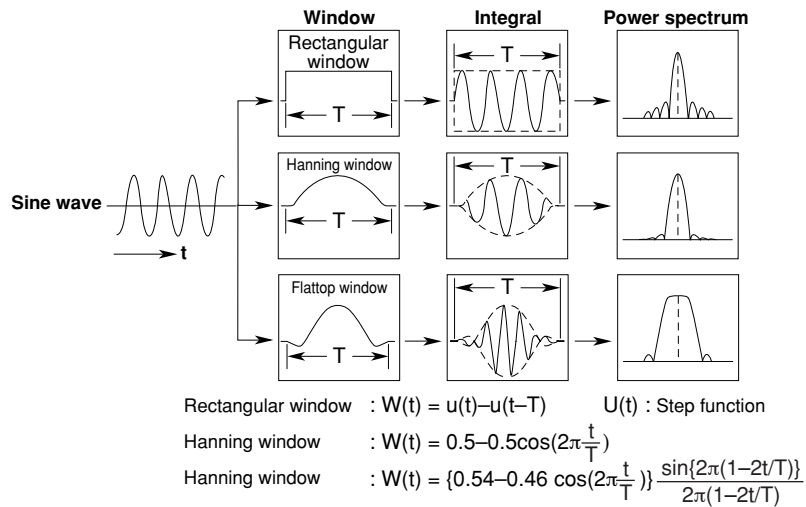 Window Integral Power spectrum
Rectangular
window
T
T
Hanning window
T
T
Sine wave
t
Flattop window
T
T
Rectangular window : W(t) = u(t)–u(t–T) U(t) : Step function
Hanning window : W(t) = 0.5–0.5cos(2π t/T)
Hanning window : W(t) = {0.54–0.46 cos(2π t/T)} sin{2π(1–2t/T)}/2π(1–2t/T)